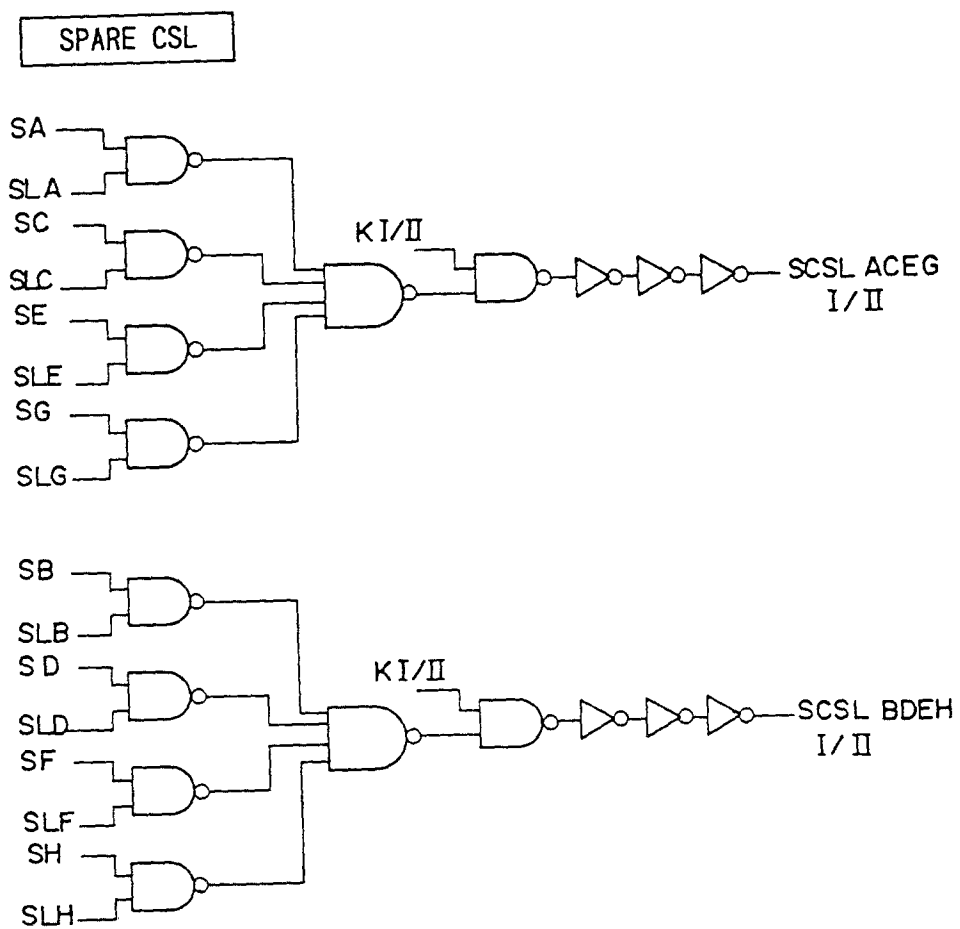 SPARE CSL
SA
SLA
SC
SLC
SE
SLE
SG
SLG
KI/II
SCSL ACEG
I/II
SB
SLB
SD
SLD
SF
SLF
SH
SLH
KI/II
SCSL BDEH
I/II